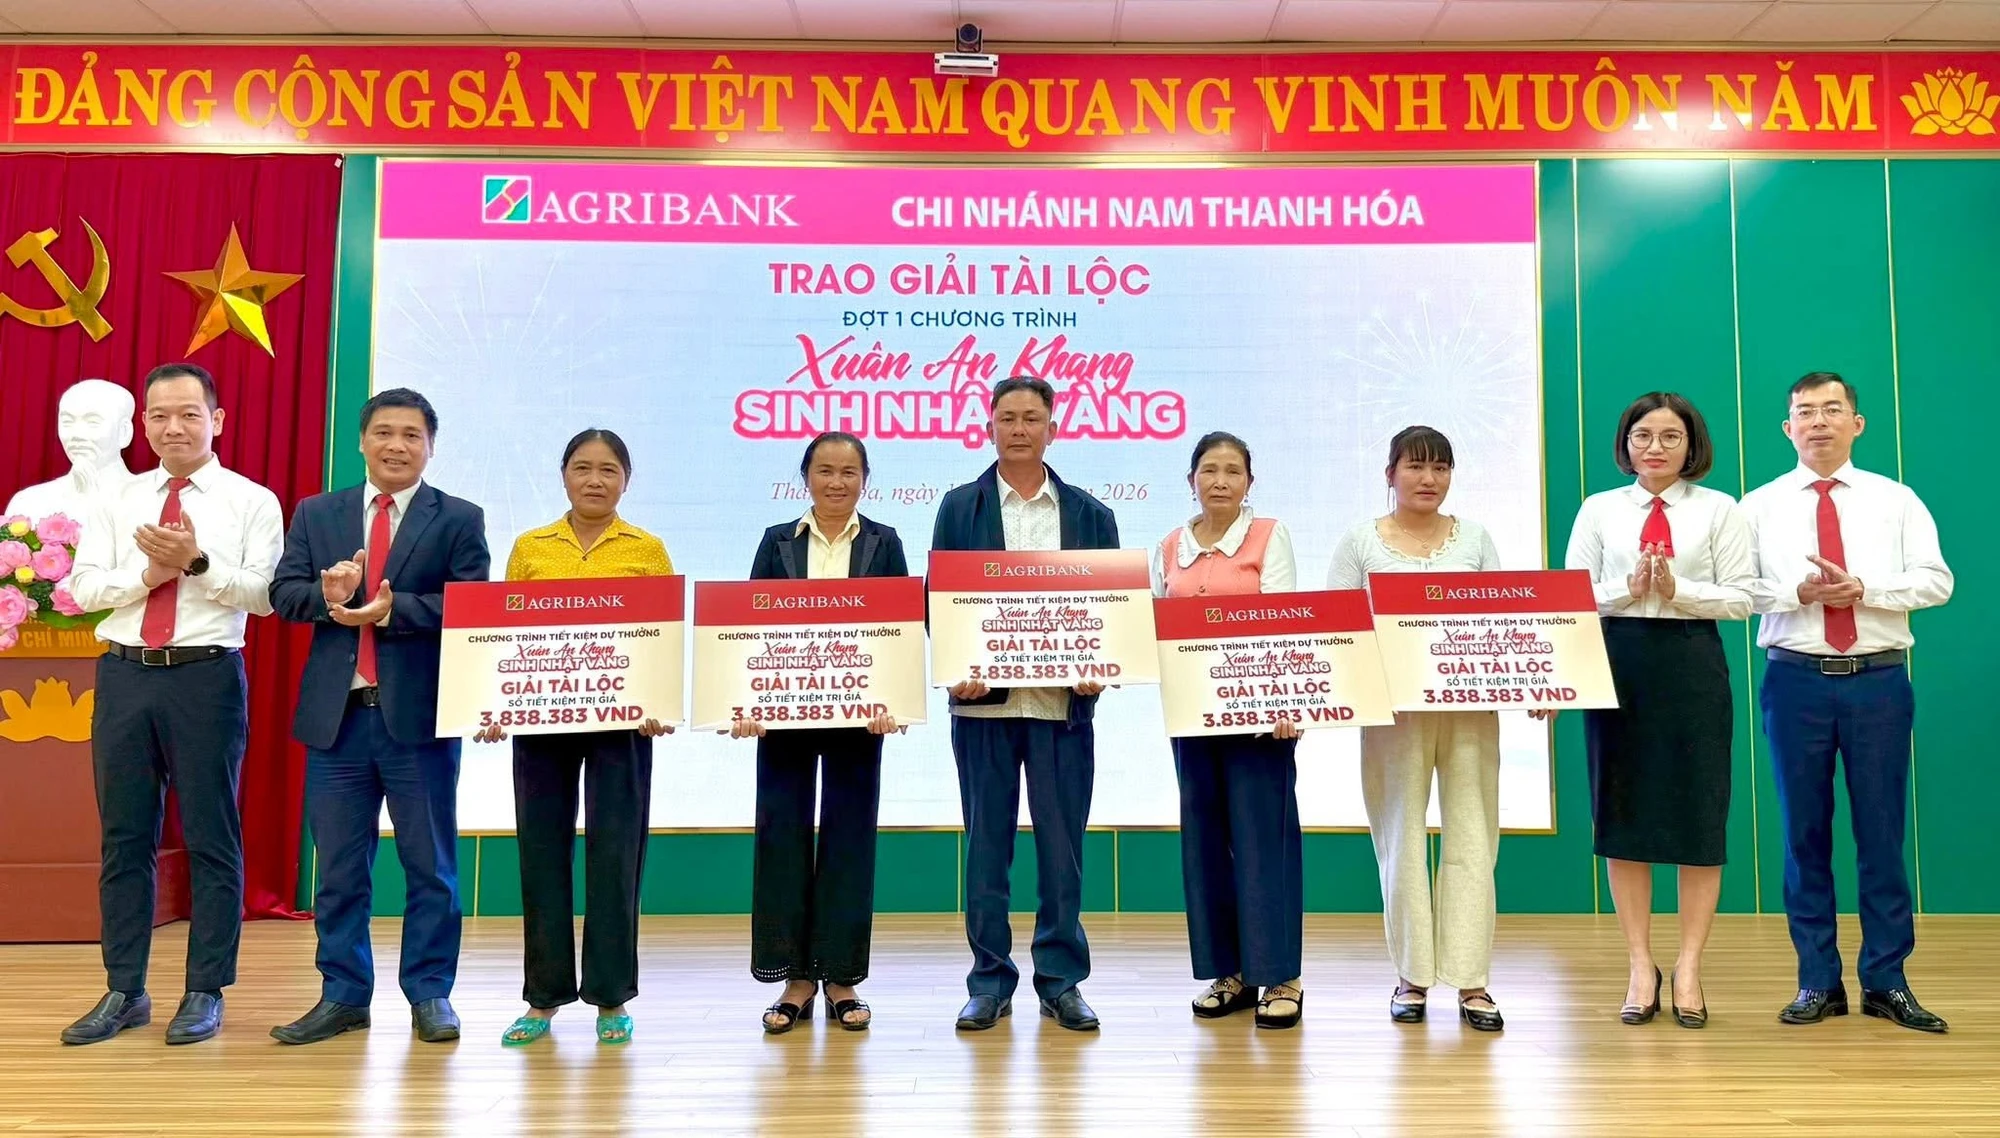 ĐẢNG CỘNG SẢN VIỆT NAM QUANG VINH MUÔN NĂM
AGRIBANK CHI NHÁNH NAM THANH HÓA
TRAO GIẢI TÀI LỘC
ĐỢT 1 CHƯƠNG TRÌNH
Xuân An Khang
SINH NHẬT VÀNG
ngày
2026
CHÍ MINH
AGRIBANK
CHƯƠNG TRÌNH TIẾT KIỆM DỰ THƯỞNG
Xuân An Khang
SINH NHẬT VÀNG
GIẢI TÀI LỘC
SỔ TIẾT KIỆM TRỊ GIÁ
3.838.383 VND
AGRIBANK
CHƯƠNG TRÌNH TIẾT KIỆM DỰ THƯỞNG
Xuân An Khang
SINH NHẬT VÀNG
GIẢI TÀI LỘC
SỔ TIẾT KIỆM TRỊ GIÁ
3.838.383 VND
AGRIBANK
CHƯƠNG TRÌNH TIẾT KIỆM DỰ THƯỞNG
Xuân An Khang
SINH NHẬT VÀNG
GIẢI TÀI LỘC
SỔ TIẾT KIỆM TRỊ GIÁ
3.838.383 VND
AGRIBANK
CHƯƠNG TRÌNH TIẾT KIỆM DỰ THƯỞNG
Xuân An Khang
SINH NHẬT VÀNG
GIẢI TÀI LỘC
SỔ TIẾT KIỆM TRỊ GIÁ
3.838.383 VND
AGRIBANK
CHƯƠNG TRÌNH TIẾT KIỆM DỰ THƯỞNG
Xuân An Khang
SINH NHẬT VÀNG
GIẢI TÀI LỘC
SỔ TIẾT KIỆM TRỊ GIÁ
3.838.383 VND